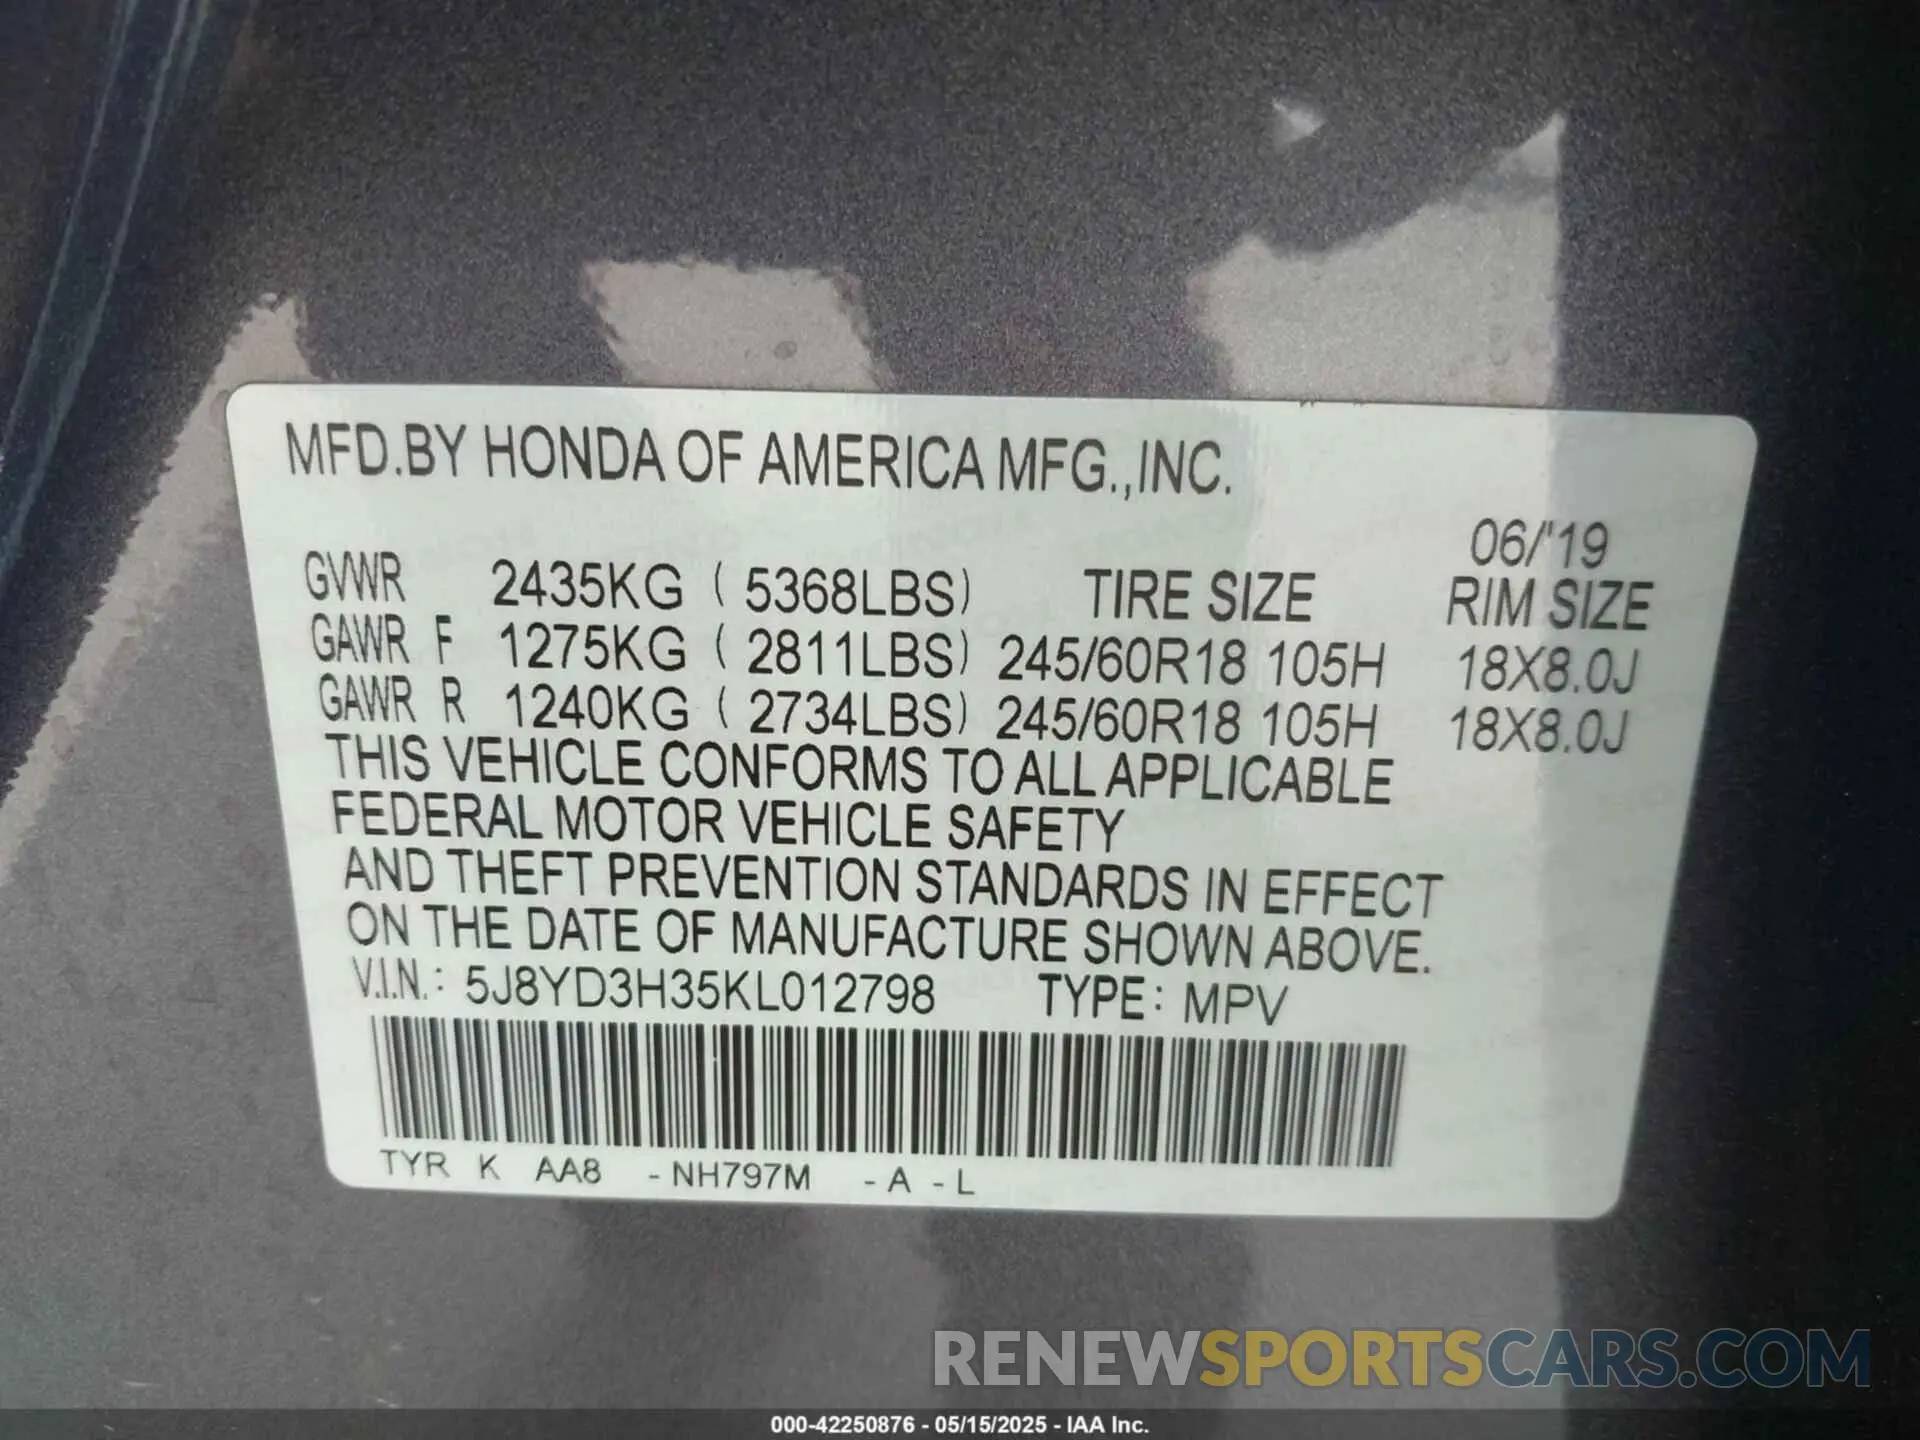 MFD.BY HONDA OF AMERICA MFG.,INC.
06/'19
GVWR 2435KG ( 5368LBS) TIRE SIZE RIM SIZE
GAWR F 1275KG ( 2811LBS) 245/60R18 105H 18X8.0J
GAWR R 1240KG ( 2734LBS) 245/60R18 105H 18X8.0J
THIS VEHICLE CONFORMS TO ALL APPLICABLE
FEDERAL MOTOR VEHICLE SAFETY
AND THEFT PREVENTION STANDARDS IN EFFECT
ON THE DATE OF MANUFACTURE SHOWN ABOVE.
V.I.N.: 5J8YD3H35KL012798 TYPE: MPV
TYR K AA8 -NH797M -A -L
RENEWSPORTSCARS.COM
000-42250876 - 05/15/2025 - IAA Inc.